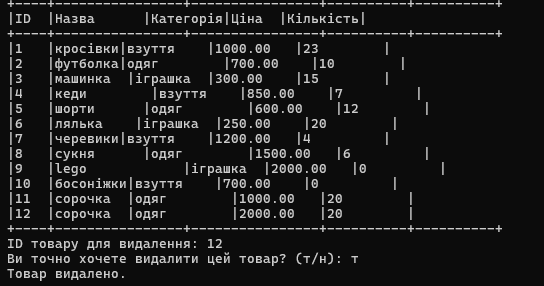 +----+----------------+----------------+----------+----------+
|ID  |Назва      |Категорія|Ціна  |Кількість|
+----+----------------+----------------+----------+----------+
|1   |кросівки|взуття    |1000.00   |23        |
|2   |футболка|одяг        |700.00    |10        |
|3   |машинка  |іграшка  |300.00    |15        |
|4   |кеди        |взуття    |850.00    |7         |
|5   |шорти      |одяг        |600.00    |12        |
|6   |лялька    |іграшка  |250.00    |20        |
|7   |черевики|взуття    |1200.00   |4         |
|8   |сукня      |одяг        |1500.00   |6         |
|9   |lego            |іграшка  |2000.00   |0         |
|10  |босоніжки|взуття    |700.00    |0         |
|11  |сорочка  |одяг        |1000.00   |20        |
|12  |сорочка  |одяг        |2000.00   |20        |
+----+----------------+----------------+----------+----------+
ID товару для видалення: 12
Ви точно хочете видалити цей товар? (т/н): т
Товар видалено.